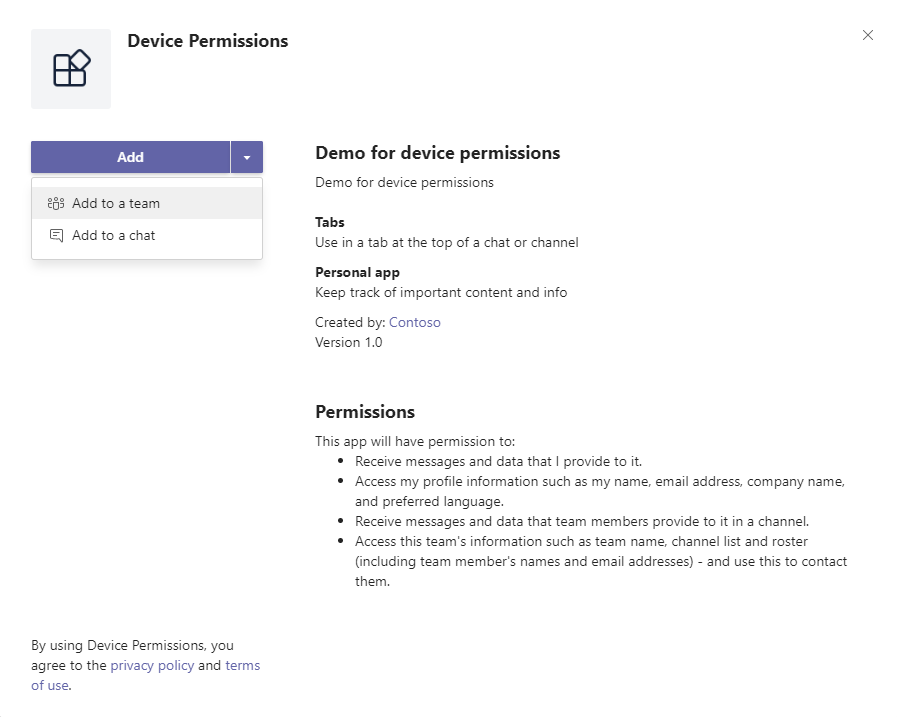 Device Permissions
Add
Add to a team
Add to a chat
Demo for device permissions
Demo for device permissions
Tabs
Use in a tab at the top of a chat or channel
Personal app
Keep track of important content and info
Created by: Contoso
Version 1.0
Permissions
This app will have permission to:
Receive messages and data that I provide to it.
Access my profile information such as my name, email address, company name,
and preferred language.
Receive messages and data that team members provide to it in a channel.
Access this team's information such as team name, channel list and roster
(including team member's names and email addresses) - and use this to contact
them.
By using Device Permissions, you
agree to the privacy policy and terms
of use.